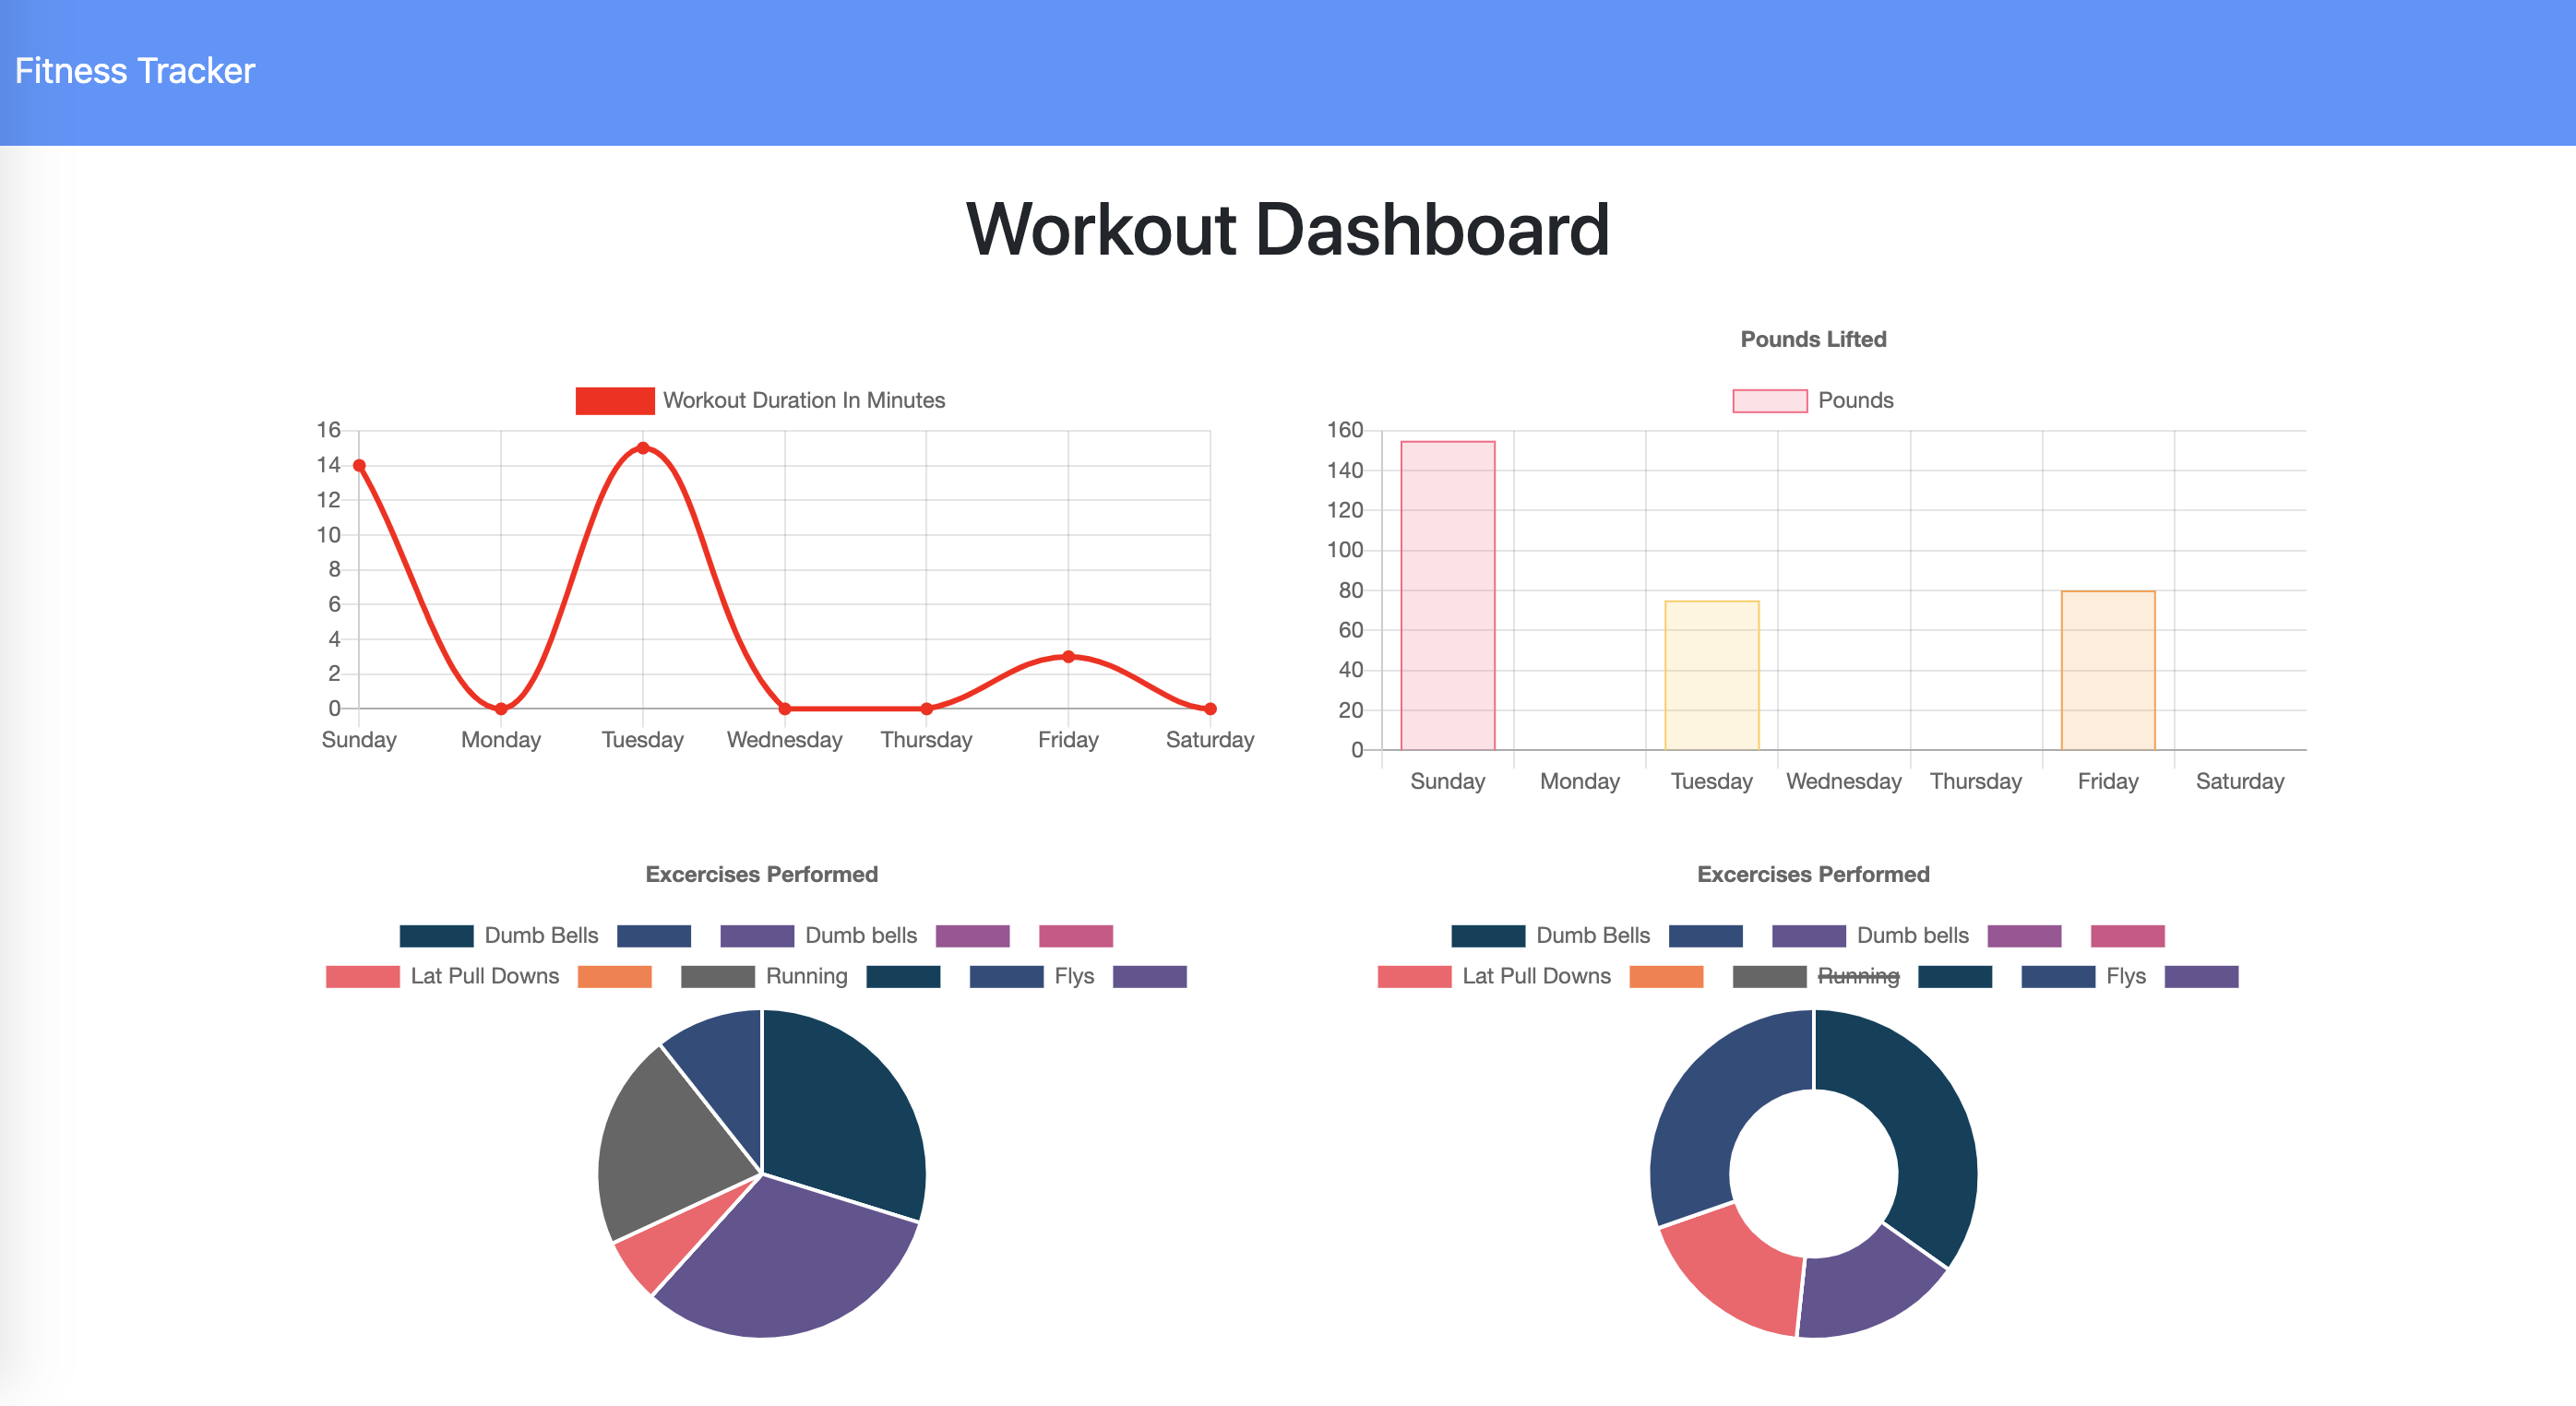 Fitness Tracker
Workout Dashboard
Workout Duration In Minutes
16
14
12
10
8
6
4
2
0
Sunday Monday Tuesday Wednesday Thursday Friday Saturday
Pounds Lifted
Pounds
160
140
120
100
80
60
40
20
0
Sunday Monday Tuesday Wednesday Thursday Friday Saturday
Excercises Performed
Dumb Bells Dumb bells
Lat Pull Downs Running Flys
Excercises Performed
Dumb Bells Dumb bells
Lat Pull Downs Running Flys